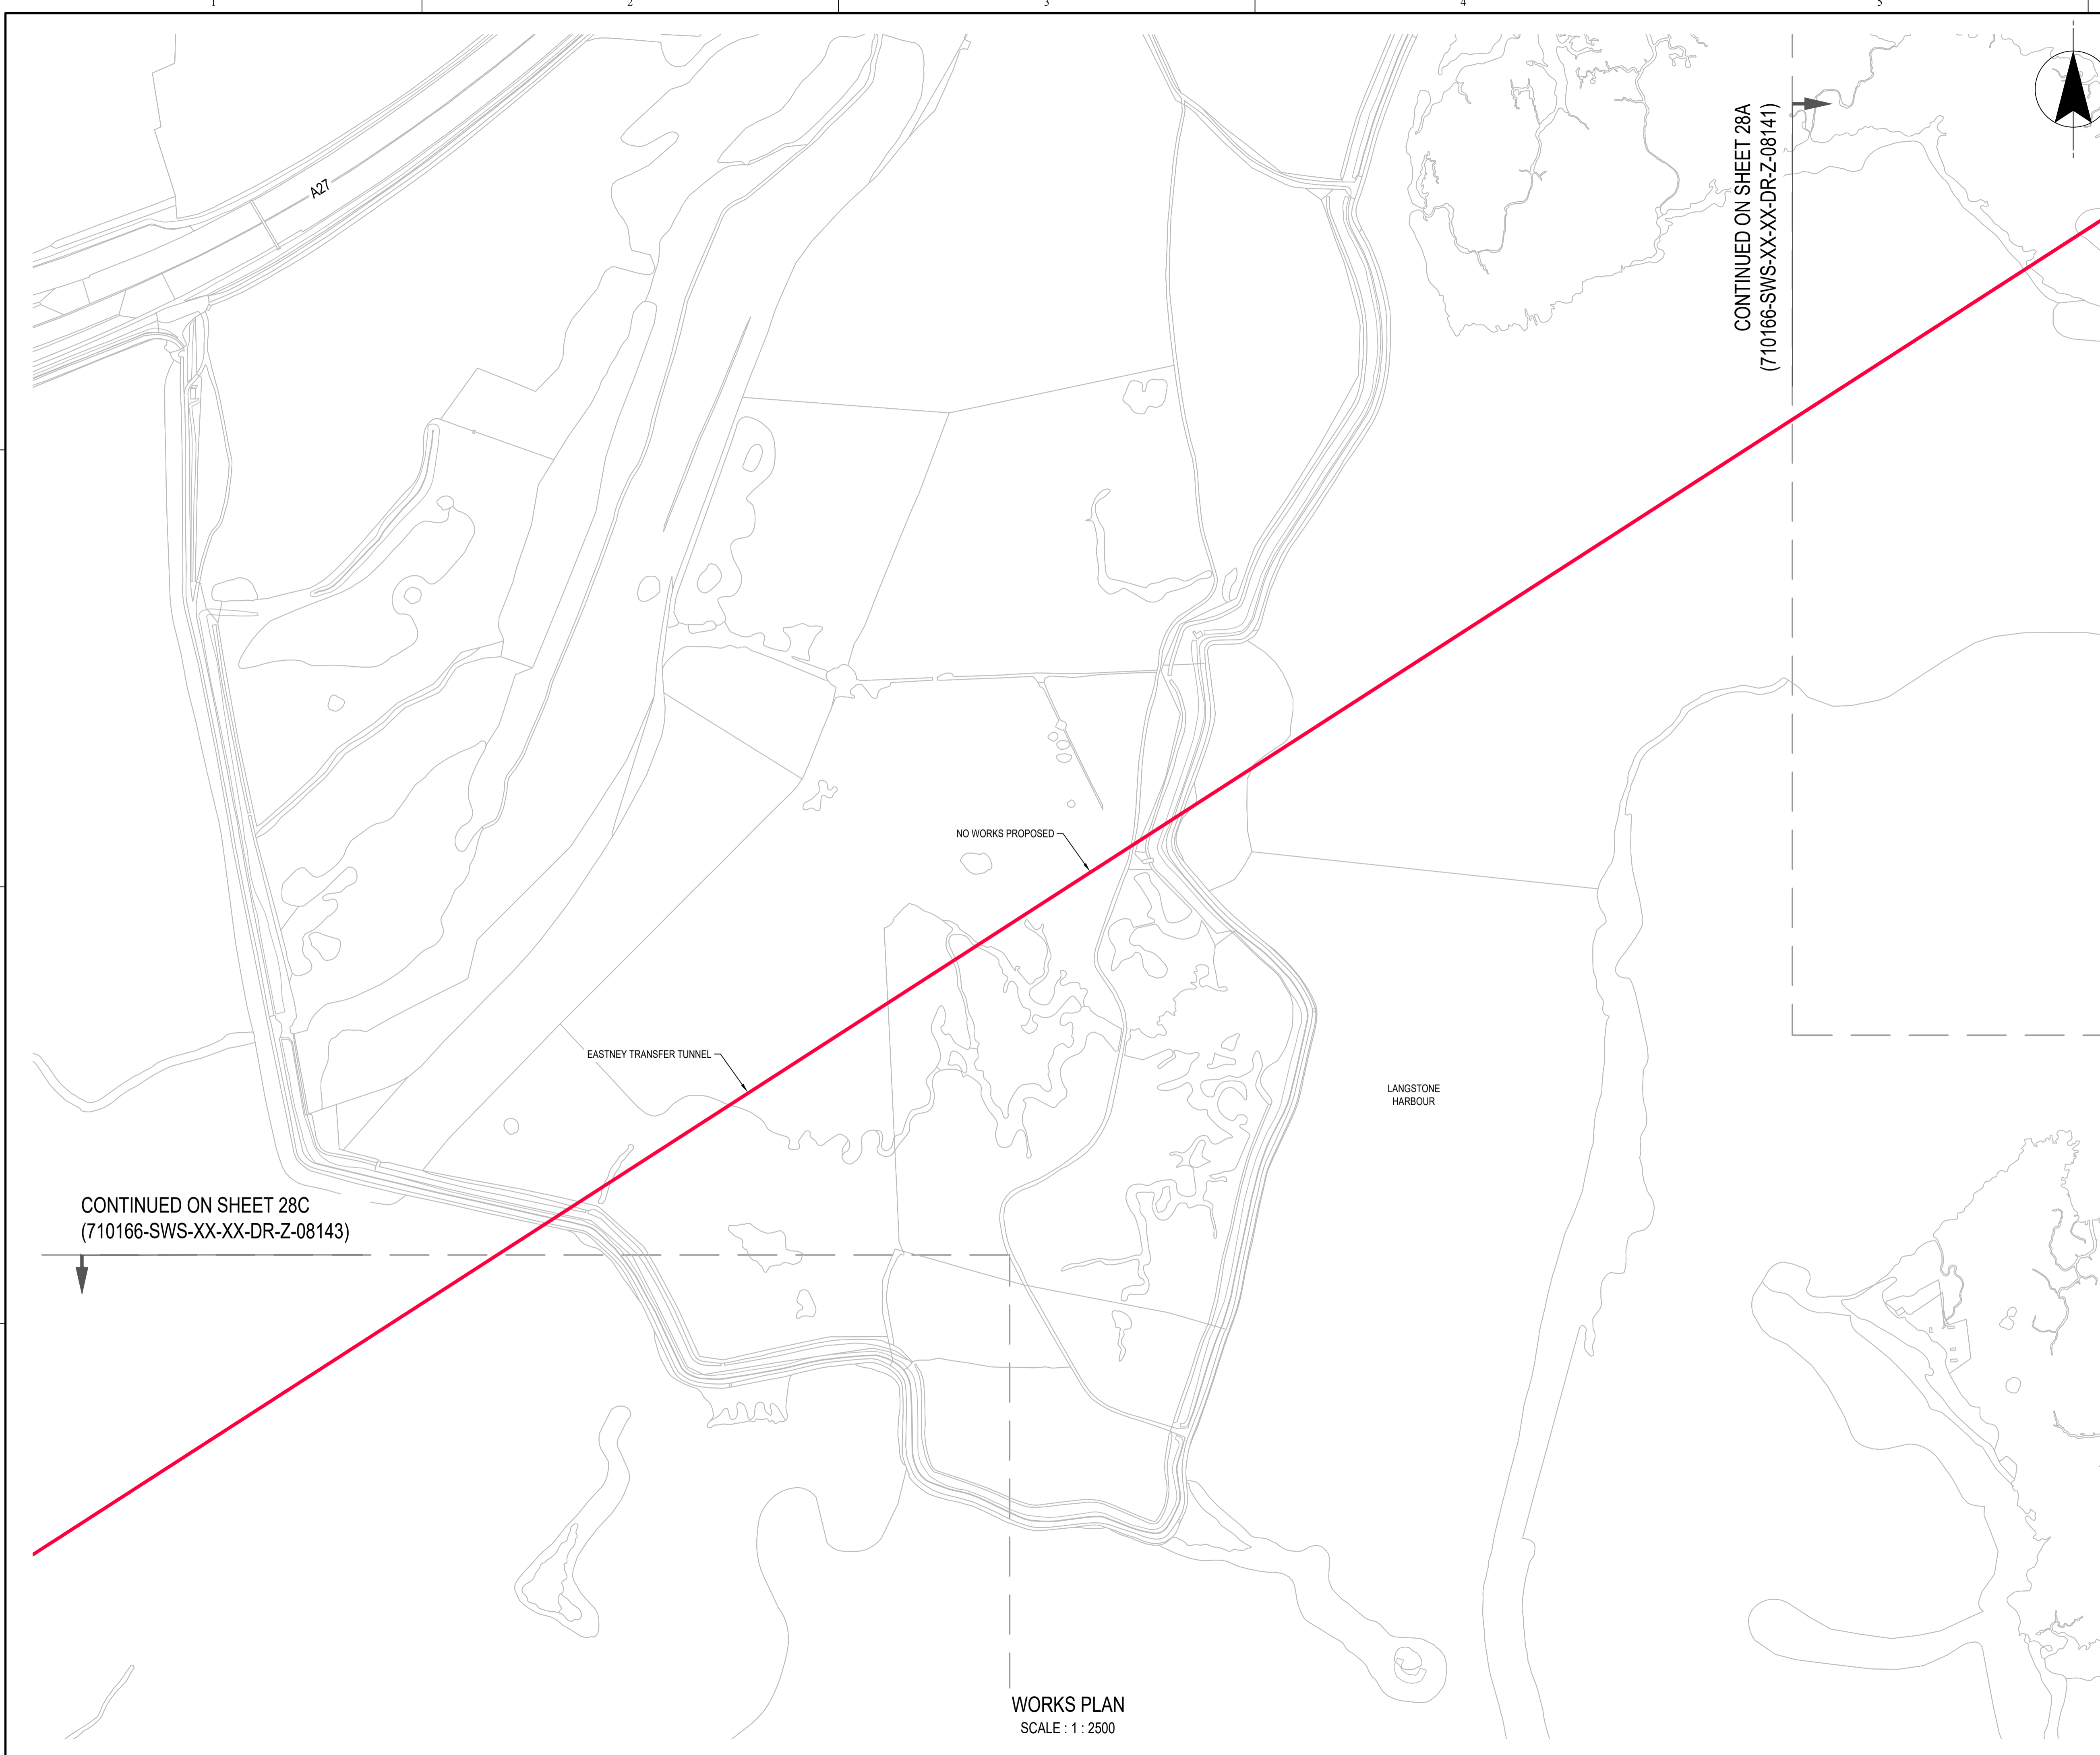 1
2
3
4
5
A27
CONTINUED ON SHEET 28A
(710166-SWS-XX-XX-DR-Z-08141)
NO WORKS PROPOSED
EASTNEY TRANSFER TUNNEL
LANGSTONE
HARBOUR
CONTINUED ON SHEET 28C
(710166-SWS-XX-XX-DR-Z-08143)
WORKS PLAN
SCALE : 1 : 2500